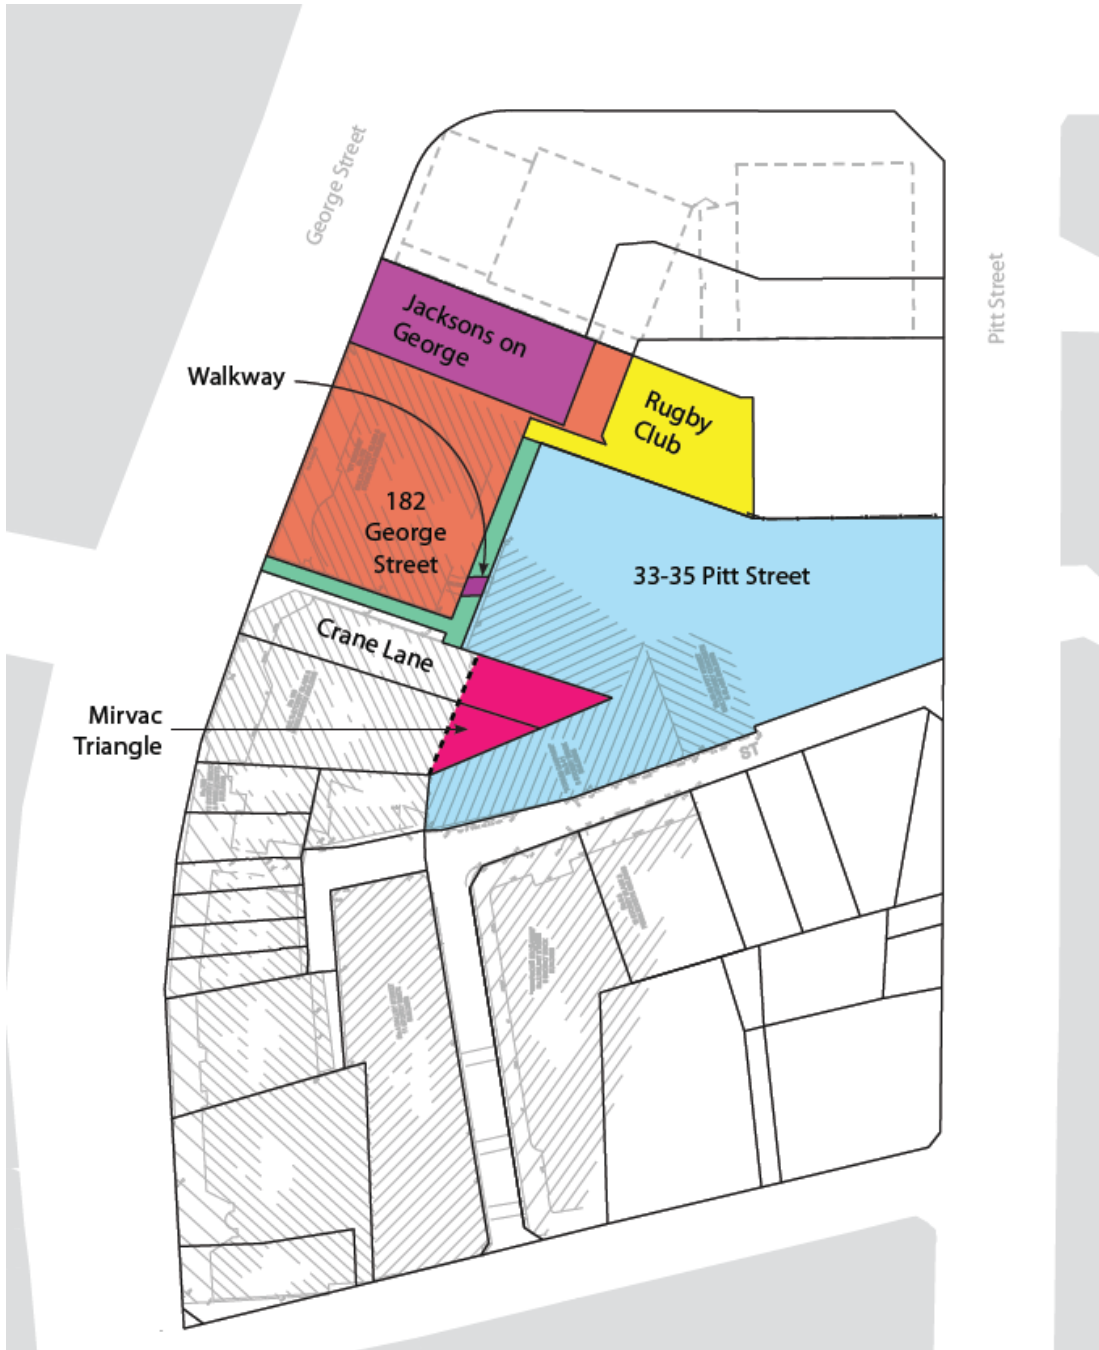 George Street
Pitt Street
Jacksons on
George
Walkway
Rugby
Club
182
George
Street
33-35 Pitt Street
Crane Lane
Mirvac
Triangle